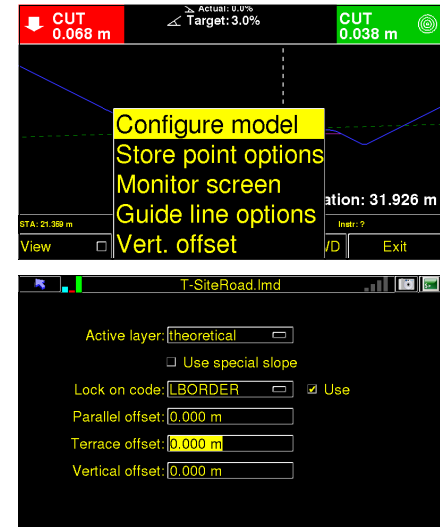 CUT
0.068 m
Actual: 0.0%
Target: 3.0%
CUT
0.038 m
Configure model
Store point options
Monitor screen
Guide line options
Vert. offset
ation: 31.926 m
STA: 21.369 m
Instr: ?
View
/D
Exit
T-SiteRoad.lmd
Active layer: theoretical
Use special slope
Lock on code: LBORDER
Use
Parallel offset: 0.000 m
Terrace offset: 0.000 m
Vertical offset: 0.000 m